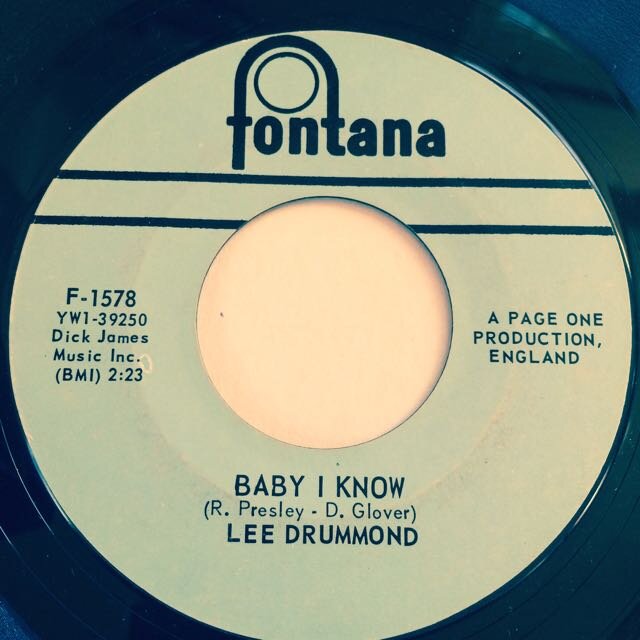 fontana
F-1578
YW1-39250
Dick James
Music Inc.
(BMI) 2:23
A PAGE ONE
PRODUCTION,
ENGLAND
BABY I KNOW
(R. Presley - D. Glover)
LEE DRUMMOND